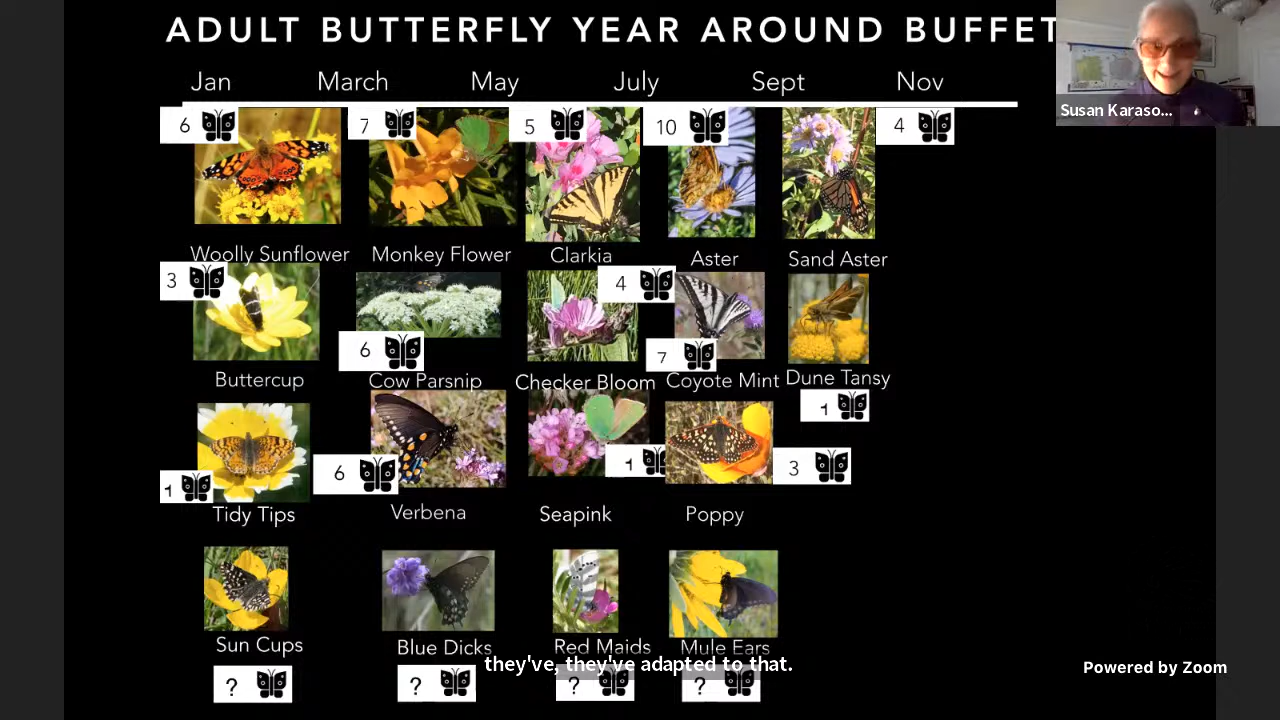 ADULT BUTTERFLY YEAR AROUND BUFFET
Susan Karaso...
Jan March May July Sept Nov
6 7 5 10 4
Woolly Sunflower Monkey Flower Clarkia Aster Sand Aster
3 6 4 7
Buttercup Cow Parsnip Checker Bloom Coyote Mint Dune Tansy
1
1 6 1 3
Tidy Tips Verbena Seapink Poppy
Sun Cups Blue Dicks Red Maids Mule Ears
they've, they've adapted to that.
Powered by Zoom
? ? ? ?